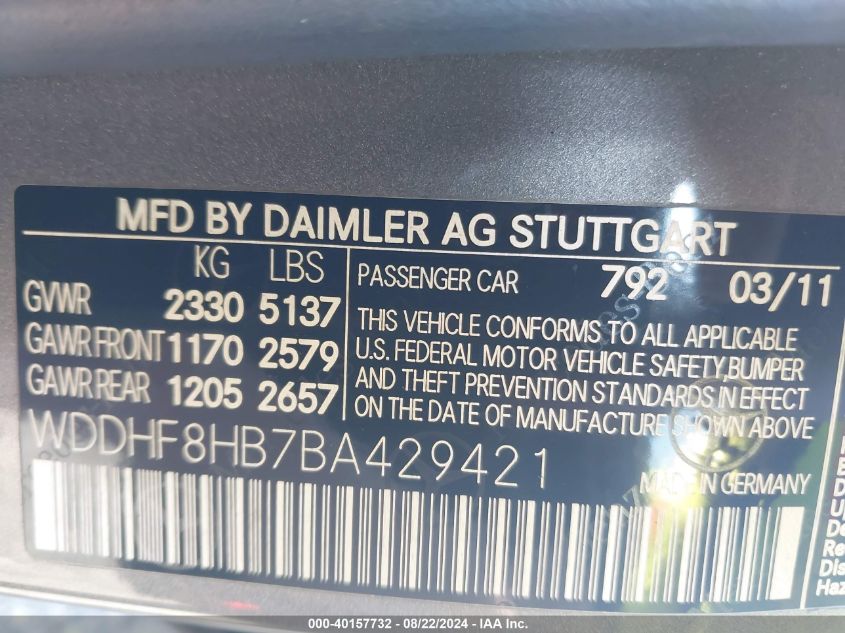 MFD BY DAIMLER AG STUTTGART
KG LBS
GVWR 2330 5137
GAWR FRONT 1170 2579
GAWR REAR 1205 2657
PASSENGER CAR 792 03/11
THIS VEHICLE CONFORMS TO ALL APPLICABLE
U.S. FEDERAL MOTOR VEHICLE SAFETY,BUMPER
AND THEFT PREVENTION STANDARDS IN EFFECT
ON THE DATE OF MANUFACTURE SHOWN ABOVE
WDDHF8HB7BA429421
MADE IN GERMANY
000-40157732 - 08/22/2024 - IAA Inc.